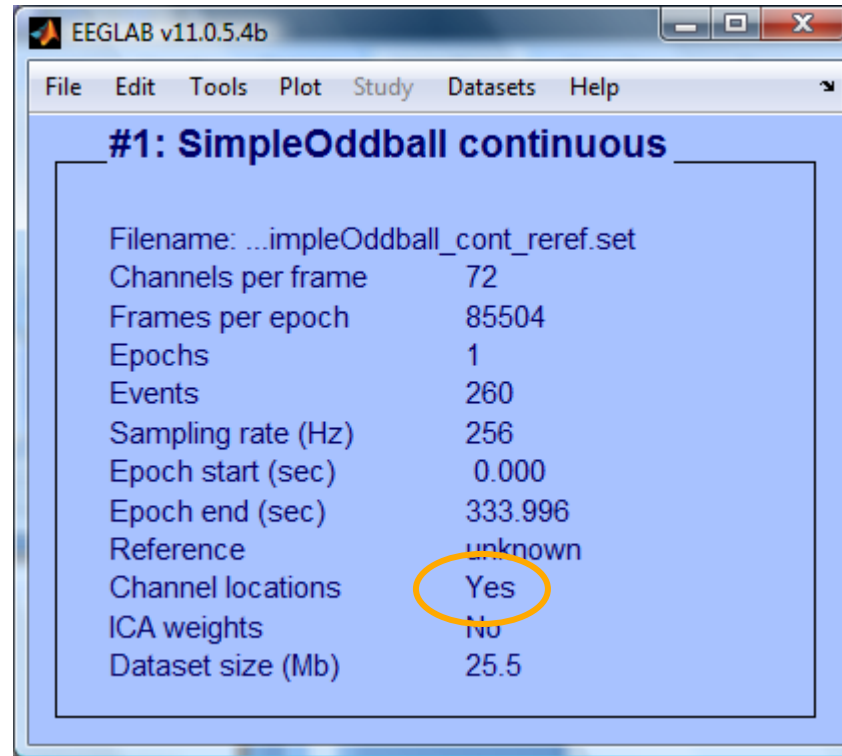 EEGLAB v11.0.5.4b
File Edit Tools Plot Study Datasets Help
#1: SimpleOddball continuous
Filename: ...impleOddball_cont_reref.set
Channels per frame 72
Frames per epoch 85504
Epochs 1
Events 260
Sampling rate (Hz) 256
Epoch start (sec) 0.000
Epoch end (sec) 333.996
Reference unknown
Channel locations Yes
ICA weights No
Dataset size (Mb) 25.5